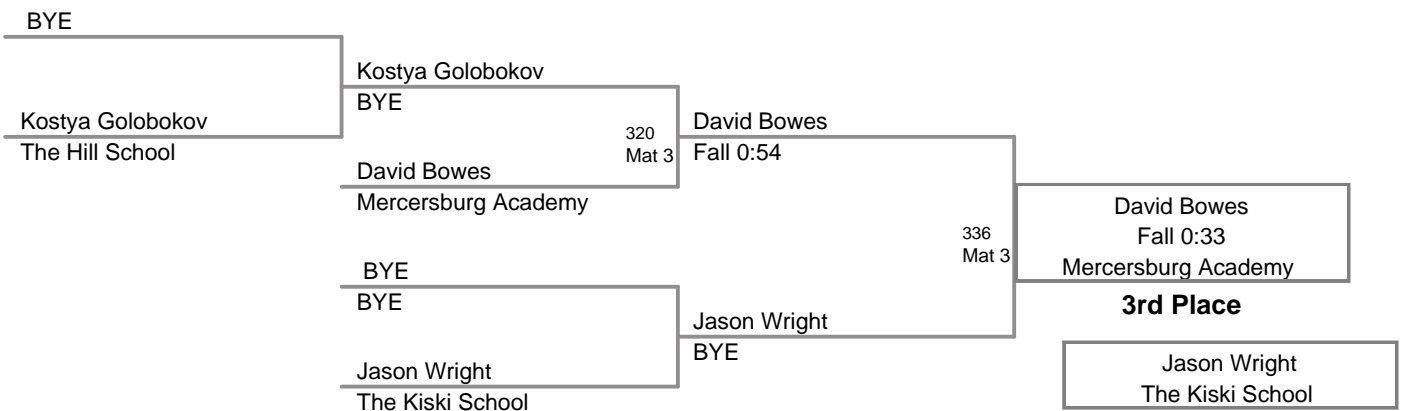 BYE
Kostya Golobokov
BYE
Kostya Golobokov
The Hill School
320
Mat 3
David Bowes
Fall 0:54
David Bowes
Mercersburg Academy
David Bowes
Fall 0:33
Mercersburg Academy
336
Mat 3
BYE
BYE
3rd Place
Jason Wright
BYE
Jason Wright
The Kiski School
Jason Wright
The Kiski School